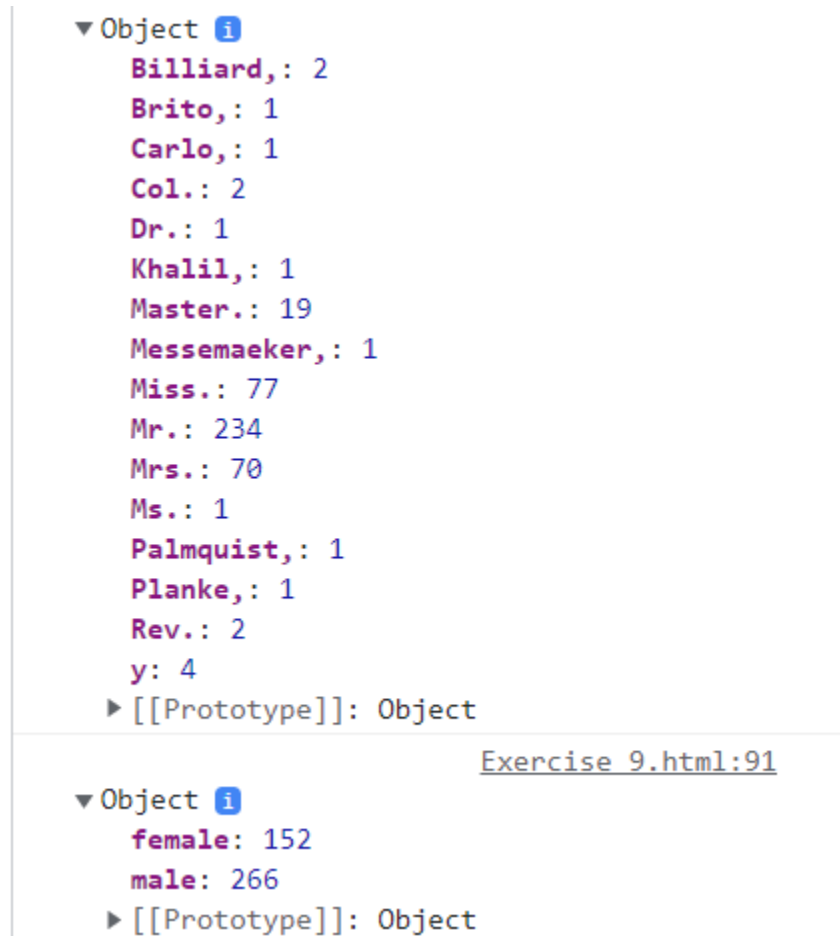 Object i
Billiard,: 2
Brito,: 1
Carlo,: 1
Col.: 2
Dr.: 1
Khalil,: 1
Master.: 19
Messemaeker,: 1
Miss.: 77
Mr.: 234
Mrs.: 70
Ms.: 1
Palmquist,: 1
Planke,: 1
Rev.: 2
y: 4
[[Prototype]]: Object
Exercise 9.html:91
Object i
female: 152
male: 266
[[Prototype]]: Object